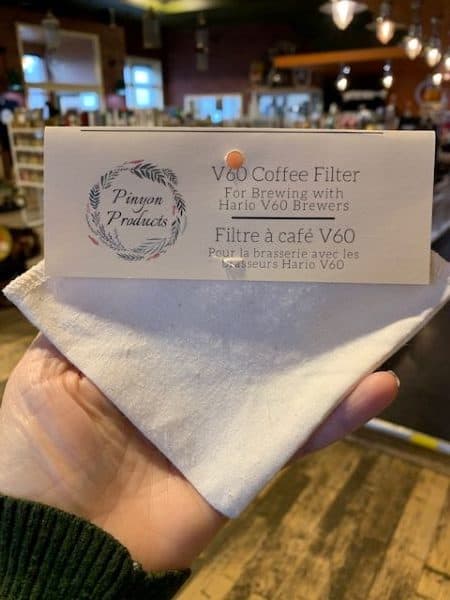 Pinyon
Products
V60 Coffee Filter
For Brewing with
Hario V60 Brewers
Filtre à café V60
Pour la brasserie avec les
brasseurs Hario V60